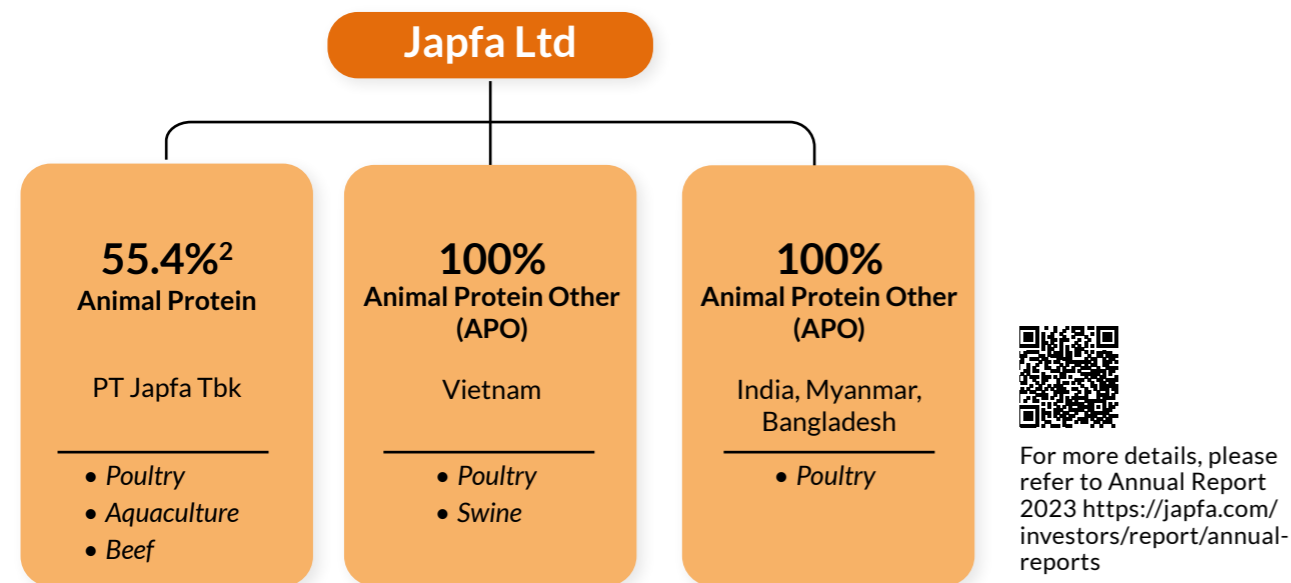 Japfa Ltd
55.4%²
Animal Protein
PT Japfa Tbk
• Poultry
• Aquaculture
• Beef
100%
Animal Protein Other
(APO)
Vietnam
• Poultry
• Swine
100%
Animal Protein Other
(APO)
India, Myanmar,
Bangladesh
• Poultry
For more details, please
refer to Annual Report
2023 https://japfa.com/
investors/report/annual-
reports